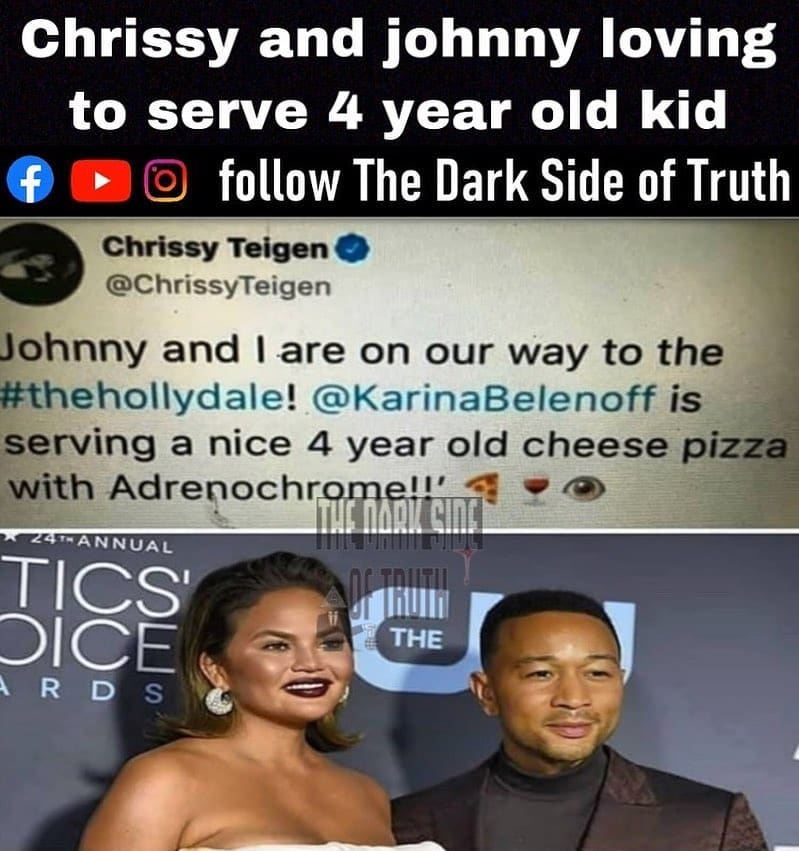 Chrissy and johnny loving
to serve 4 year old kid
follow The Dark Side of Truth
Chrissy Teigen
@ChrissyTeigen
Johnny and I are on our way to the
#thehollydale! @KarinaBelenoff is
serving a nice 4 year old cheese pizza
with Adrenochrome!!' 🍕 🍷 👁
THE DARK SIDE
OF TRUTH
24TH ANNUAL
TICS'
OICE
ARDS
THE